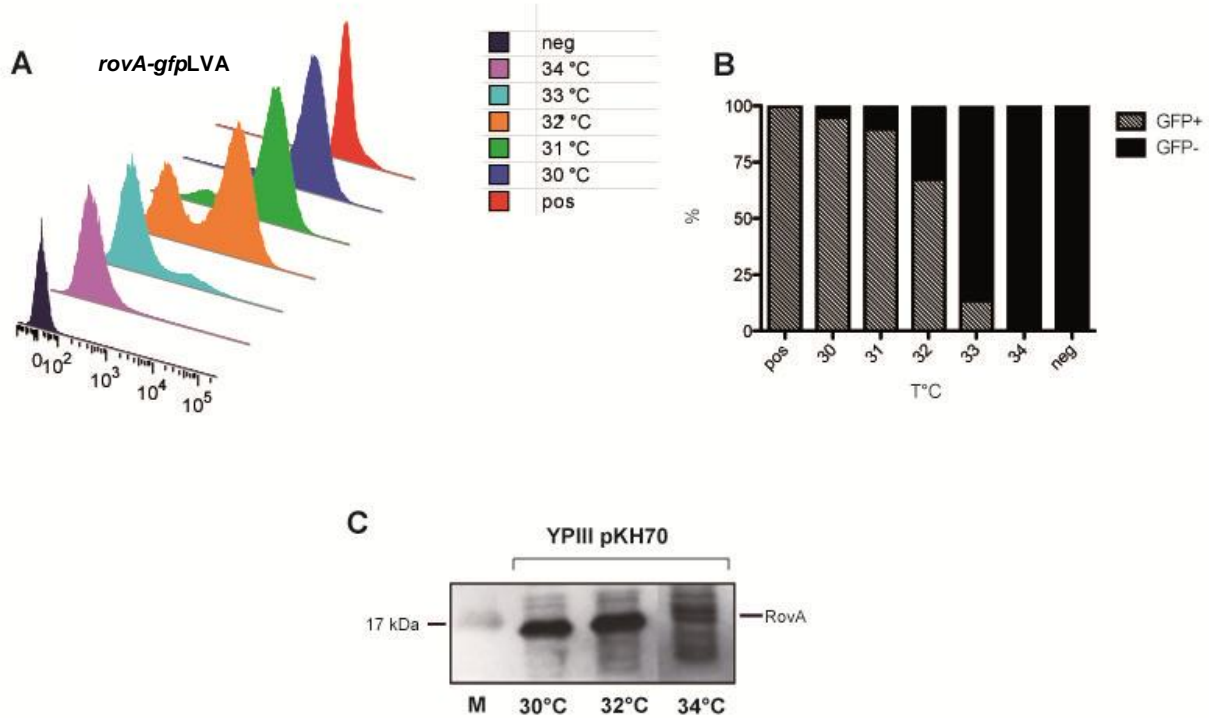 A
rovA-gfpLVA
neg
34 °C
33 °C
32 °C
31 °C
30 °C
pos
0 10² 10³ 10⁴ 10⁵
B
100
75
50
25
0
%
pos 30 31 32 33 34 neg
T°C
GFP+
GFP-
C
YPIII pKH70
17 kDa
RovA
M 30°C 32°C 34°C